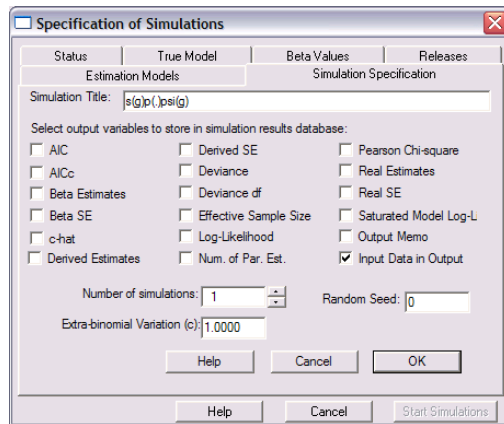 Specification of Simulations
Status True Model Beta Values Releases
Estimation Models Simulation Specification
Simulation Title: s(g)p(.)psi(g)
Select output variables to store in simulation results database:
AIC Derived SE Pearson Chi-square
AICc Deviance Real Estimates
Beta Estimates Deviance df Real SE
Beta SE Effective Sample Size Saturated Model Log-Li
c-hat Log-Likelihood Output Memo
Derived Estimates Num. of Par. Est. Input Data in Output
Number of simulations: 1 Random Seed: 0
Extra-binomial Variation (c): 1.0000
Help Cancel OK
Help Cancel Start Simulations